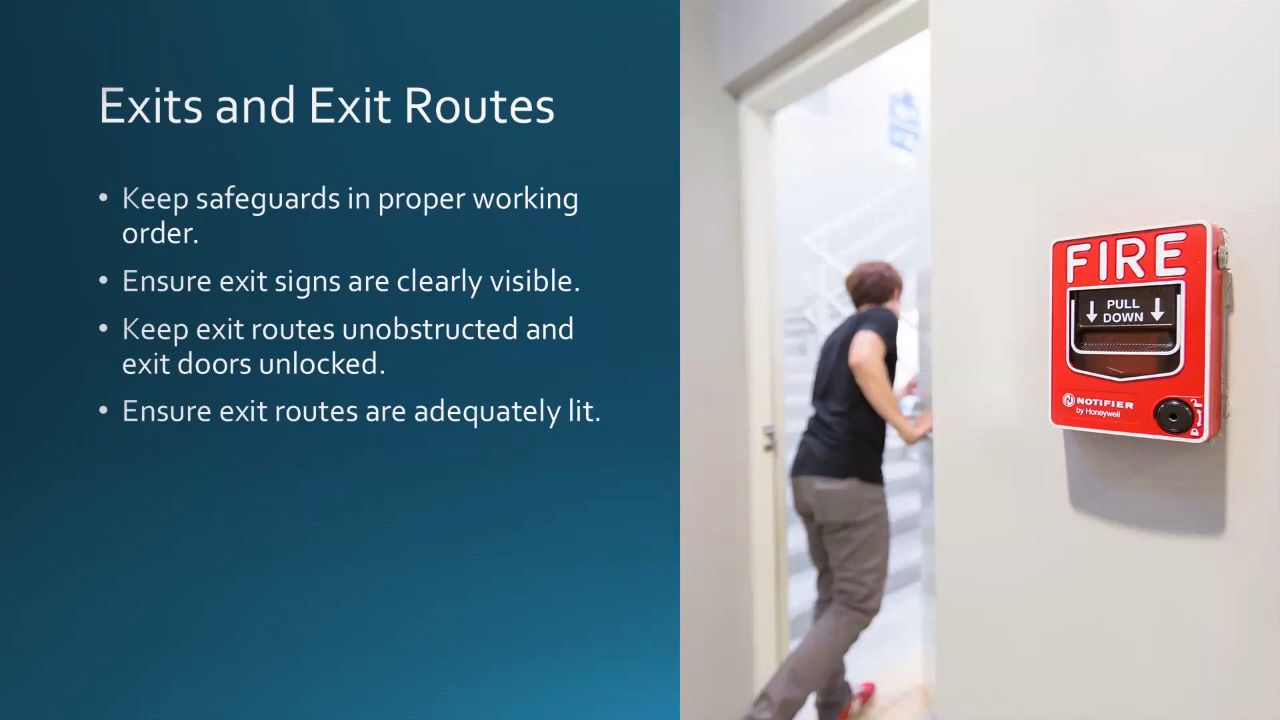 Exits and Exit Routes
• Keep safeguards in proper working
order.
• Ensure exit signs are clearly visible.
• Keep exit routes unobstructed and
exit doors unlocked.
• Ensure exit routes are adequately lit.
FIRE
PULL
DOWN
NOTIFIER
by Honeywell